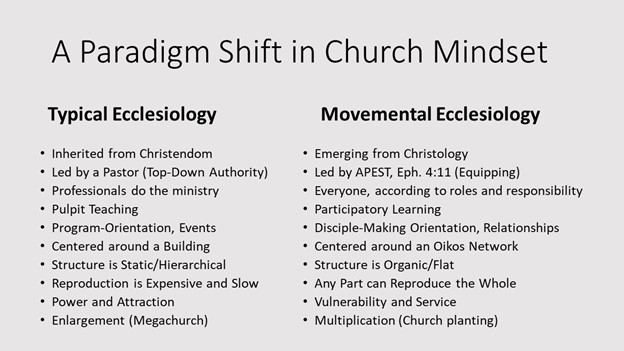 A Paradigm Shift in Church Mindset
Typical Ecclesiology
• Inherited from Christendom
• Led by a Pastor (Top-Down Authority)
• Professionals do the ministry
• Pulpit Teaching
• Program-Orientation, Events
• Centered around a Building
• Structure is Static/Hierarchical
• Reproduction is Expensive and Slow
• Power and Attraction
• Enlargement (Megachurch)
Movemental Ecclesiology
• Emerging from Christology
• Led by APEST, Eph. 4:11 (Equipping)
• Everyone, according to roles and responsibility
• Participatory Learning
• Disciple-Making Orientation, Relationships
• Centered around an Oikos Network
• Structure is Organic/Flat
• Any Part can Reproduce the Whole
• Vulnerability and Service
• Multiplication (Church planting)